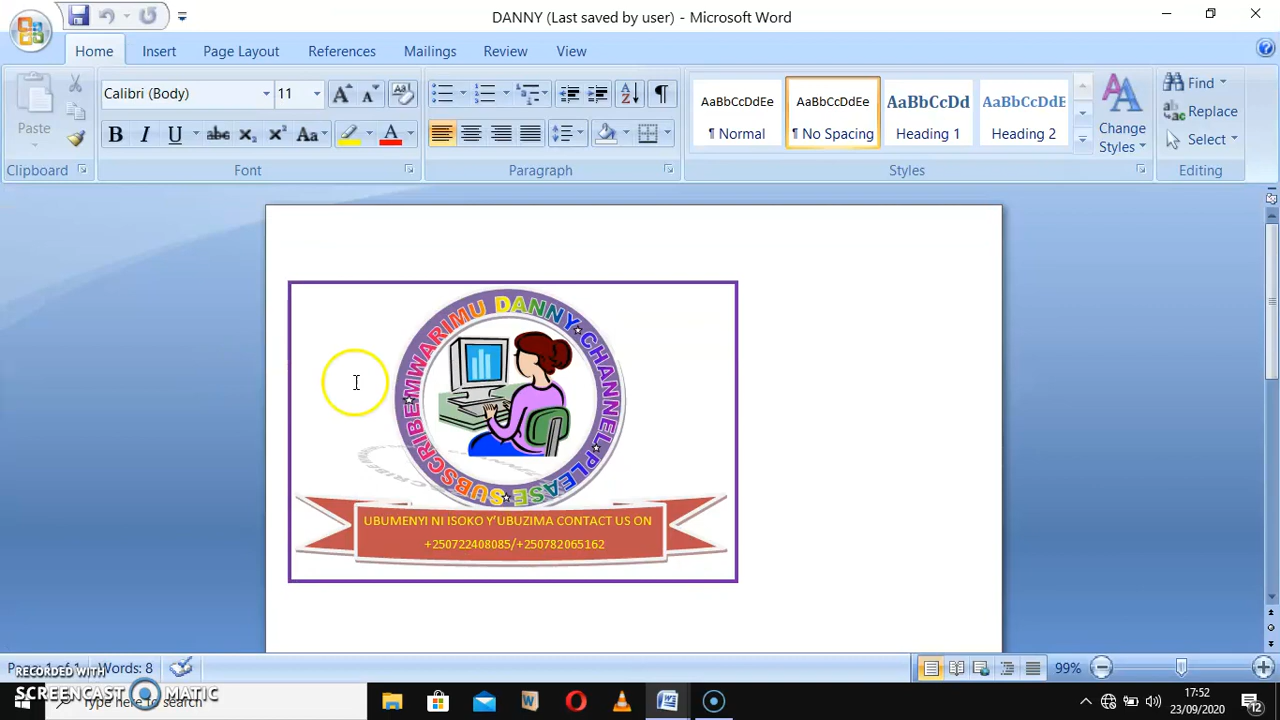 DANNY (Last saved by user) - Microsoft Word
Home Insert Page Layout References Mailings Review View
Calibri (Body) 11
AaBbCcDdEe AaBbCcDdEe AaBbCcDd AaBbCcDdE
¶ Normal ¶ No Spacing Heading 1 Heading 2
Paste
Change Styles
Find
Replace
Select
Clipboard Font Paragraph Styles Editing
MWARIMU DANNY CHANNEL PLEASE SUBSCRIBE
UBUMENYI NI ISOKO Y'UBUZIMA CONTACT US ON
+250722408085/+250782065162
Words: 8
99%
RECORDED WITH
SCREENCAST MATIC
Type here to search
17:52
23/09/2020
12